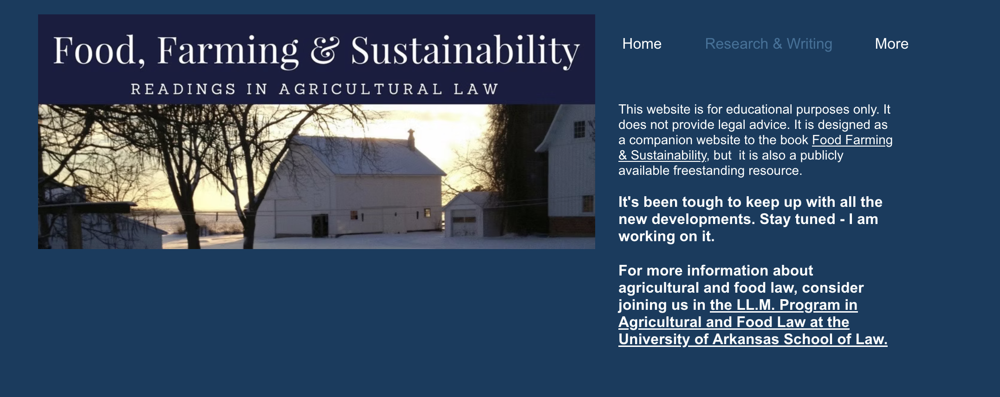 Food, Farming & Sustainability
READINGS IN AGRICULTURAL LAW
Home Research & Writing More
This website is for educational purposes only. It
does not provide legal advice. It is designed as
a companion website to the book Food Farming
& Sustainability, but  it is also a publicly
available freestanding resource.
It's been tough to keep up with all the
new developments. Stay tuned - I am
working on it.
For more information about
agricultural and food law, consider
joining us in the LL.M. Program in
Agricultural and Food Law at the
University of Arkansas School of Law.